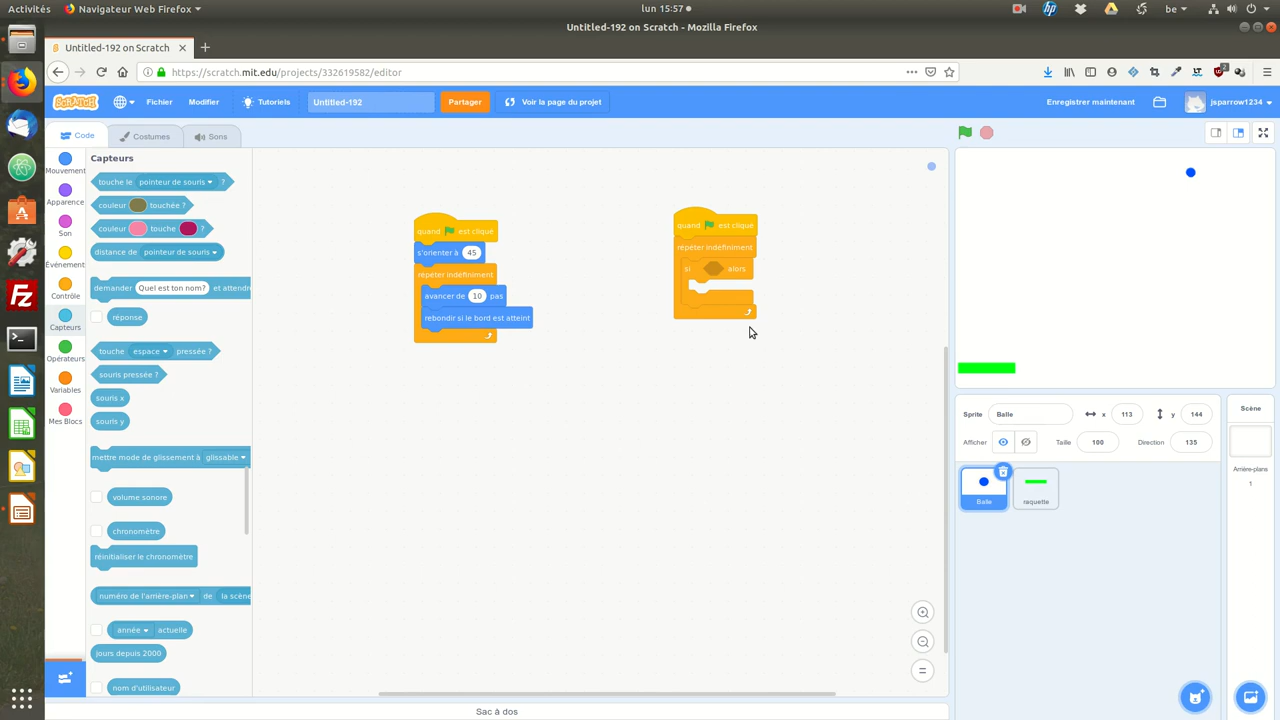 Activités Navigateur Web Firefox lun 15:57 be
Untitled-192 on Scratch - Mozilla Firefox
Untitled-192 on Scratch
https://scratch.mit.edu/projects/332619582/editor 2
SCRATCH Fichier Modifier Tutoriels Untitled-192 Partager Voir la page du projet Enregistrer maintenant jsparrow1234
Code Costumes Sons
Mouvement
Apparence
Son
Événement
Contrôle
Capteurs
Opérateurs
Variables
Mes Blocs
Capteurs
touche le pointeur de souris ?
couleur touchée ?
couleur touche ?
distance de pointeur de souris
demander Quel est ton nom? et attendre
réponse
touche espace pressée ?
souris pressée ?
souris x
souris y
mettre mode de glissement à glissable
volume sonore
chronomètre
réinitialiser le chronomètre
numéro de l'arrière-plan de la scène
année actuelle
jours depuis 2000
nom d'utilisateur
quand est cliqué
s'orienter à 45
répéter indéfiniment
avancer de 10 pas
rebondir si le bord est atteint
quand est cliqué
répéter indéfiniment
si alors
Sprite Balle x 113 y 144
Afficher Taille 100 Direction 135
Balle
raquette
Scène
Arrière-plans
1
Sac à dos